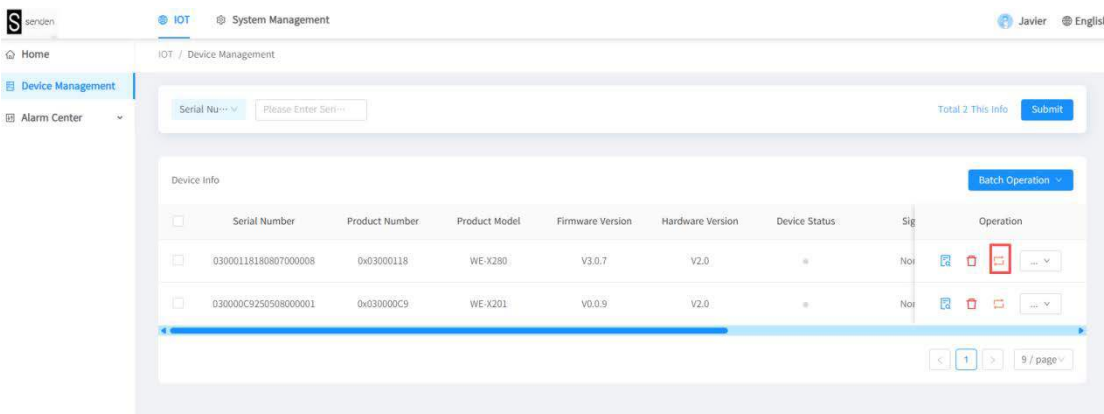 S senden
IOT
System Management
Javier
English
Home
IOT / Device Management
Device Management
Serial Nu··· Please Enter Seri···
Total 2 This Info Submit
Alarm Center
Device Info
Batch Operation
Serial Number Product Number Product Model Firmware Version Hardware Version Device Status Sig Operation
03000118180807000008 0x03000118 WE-X280 V3.0.7 V2.0 Nor ...
030000C9250508000001 0x030000C9 WE-X201 V0.0.9 V2.0 Nor ...
< 1 > 9 / page